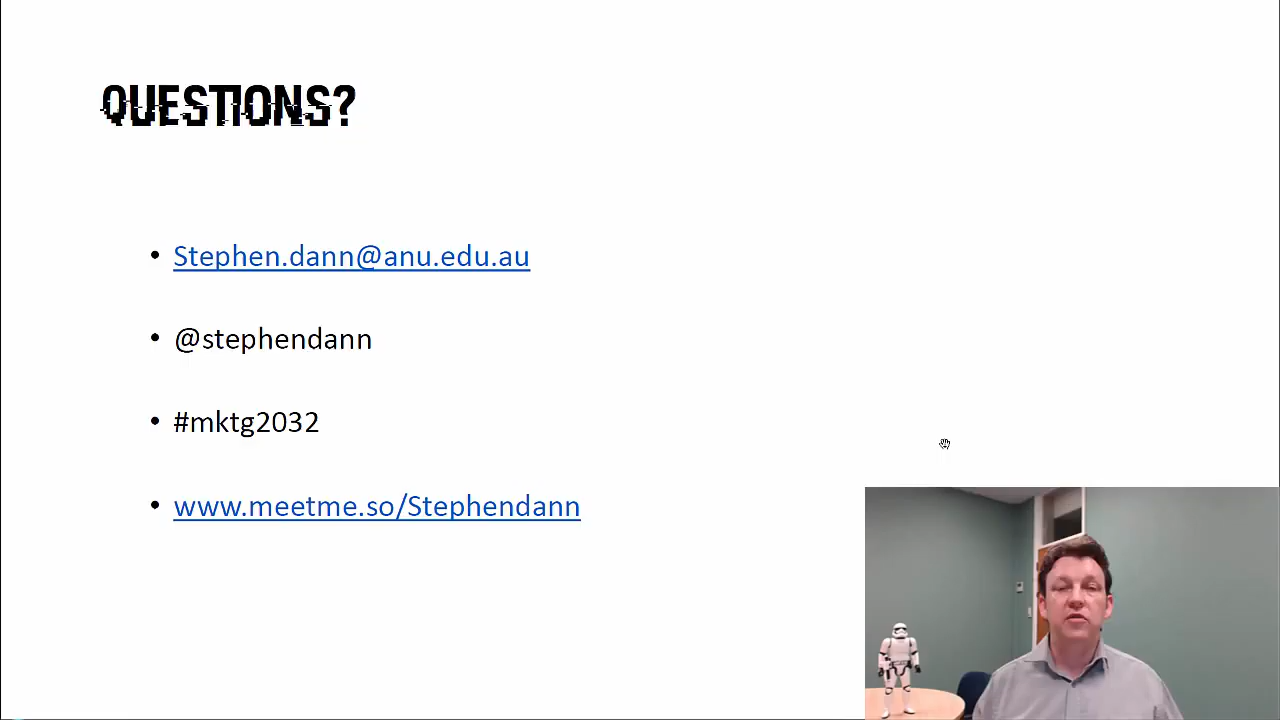 QUESTIONS?
• Stephen.dann@anu.edu.au
• @stephendann
• #mktg2032
• www.meetme.so/Stephendann